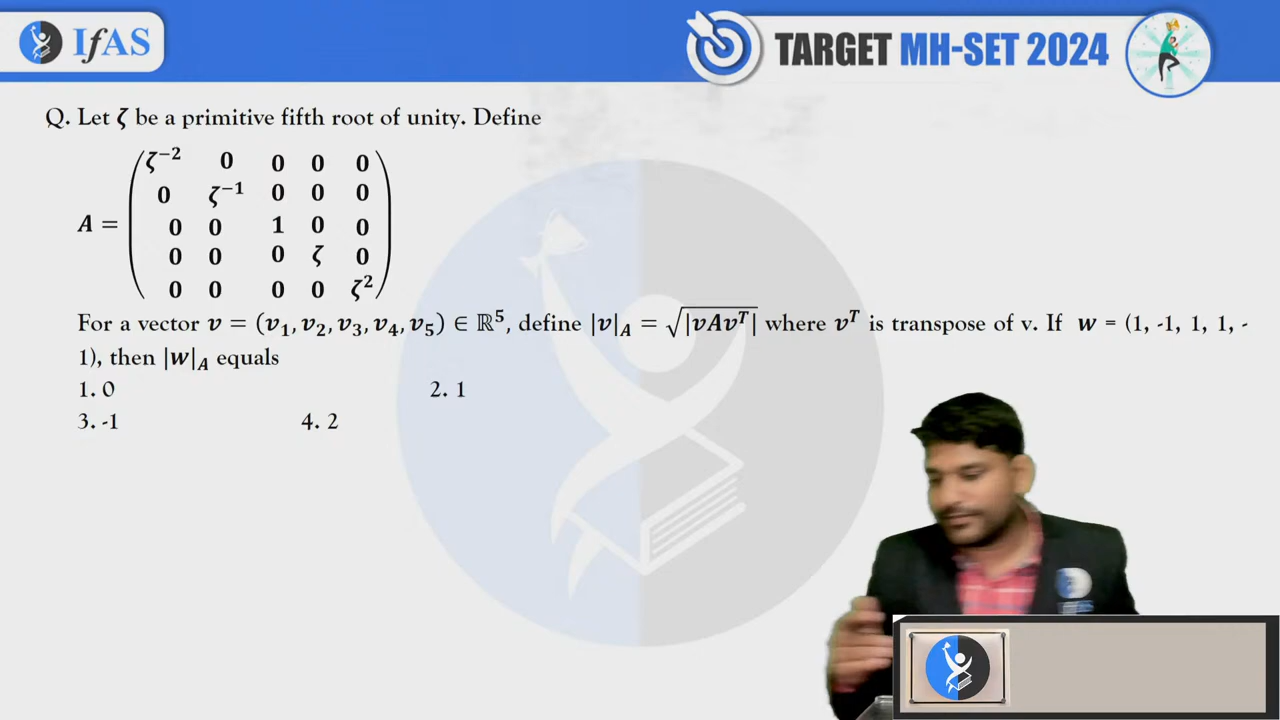 IfAS
TARGET MH-SET 2024
Q. Let ζ be a primitive fifth root of unity. Define
A = (ζ⁻² 0 0 0 0
0 ζ⁻¹ 0 0 0
0 0 1 0 0
0 0 0 ζ 0
0 0 0 0 ζ²)
For a vector v = (v₁, v₂, v₃, v₄, v₅) ∈ ℝ⁵, define |v|_A = √|vAvᵀ| where vᵀ is transpose of v. If w = (1, -1, 1, 1, -
1), then |w|_A equals
1. 0 2. 1
3. -1 4. 2